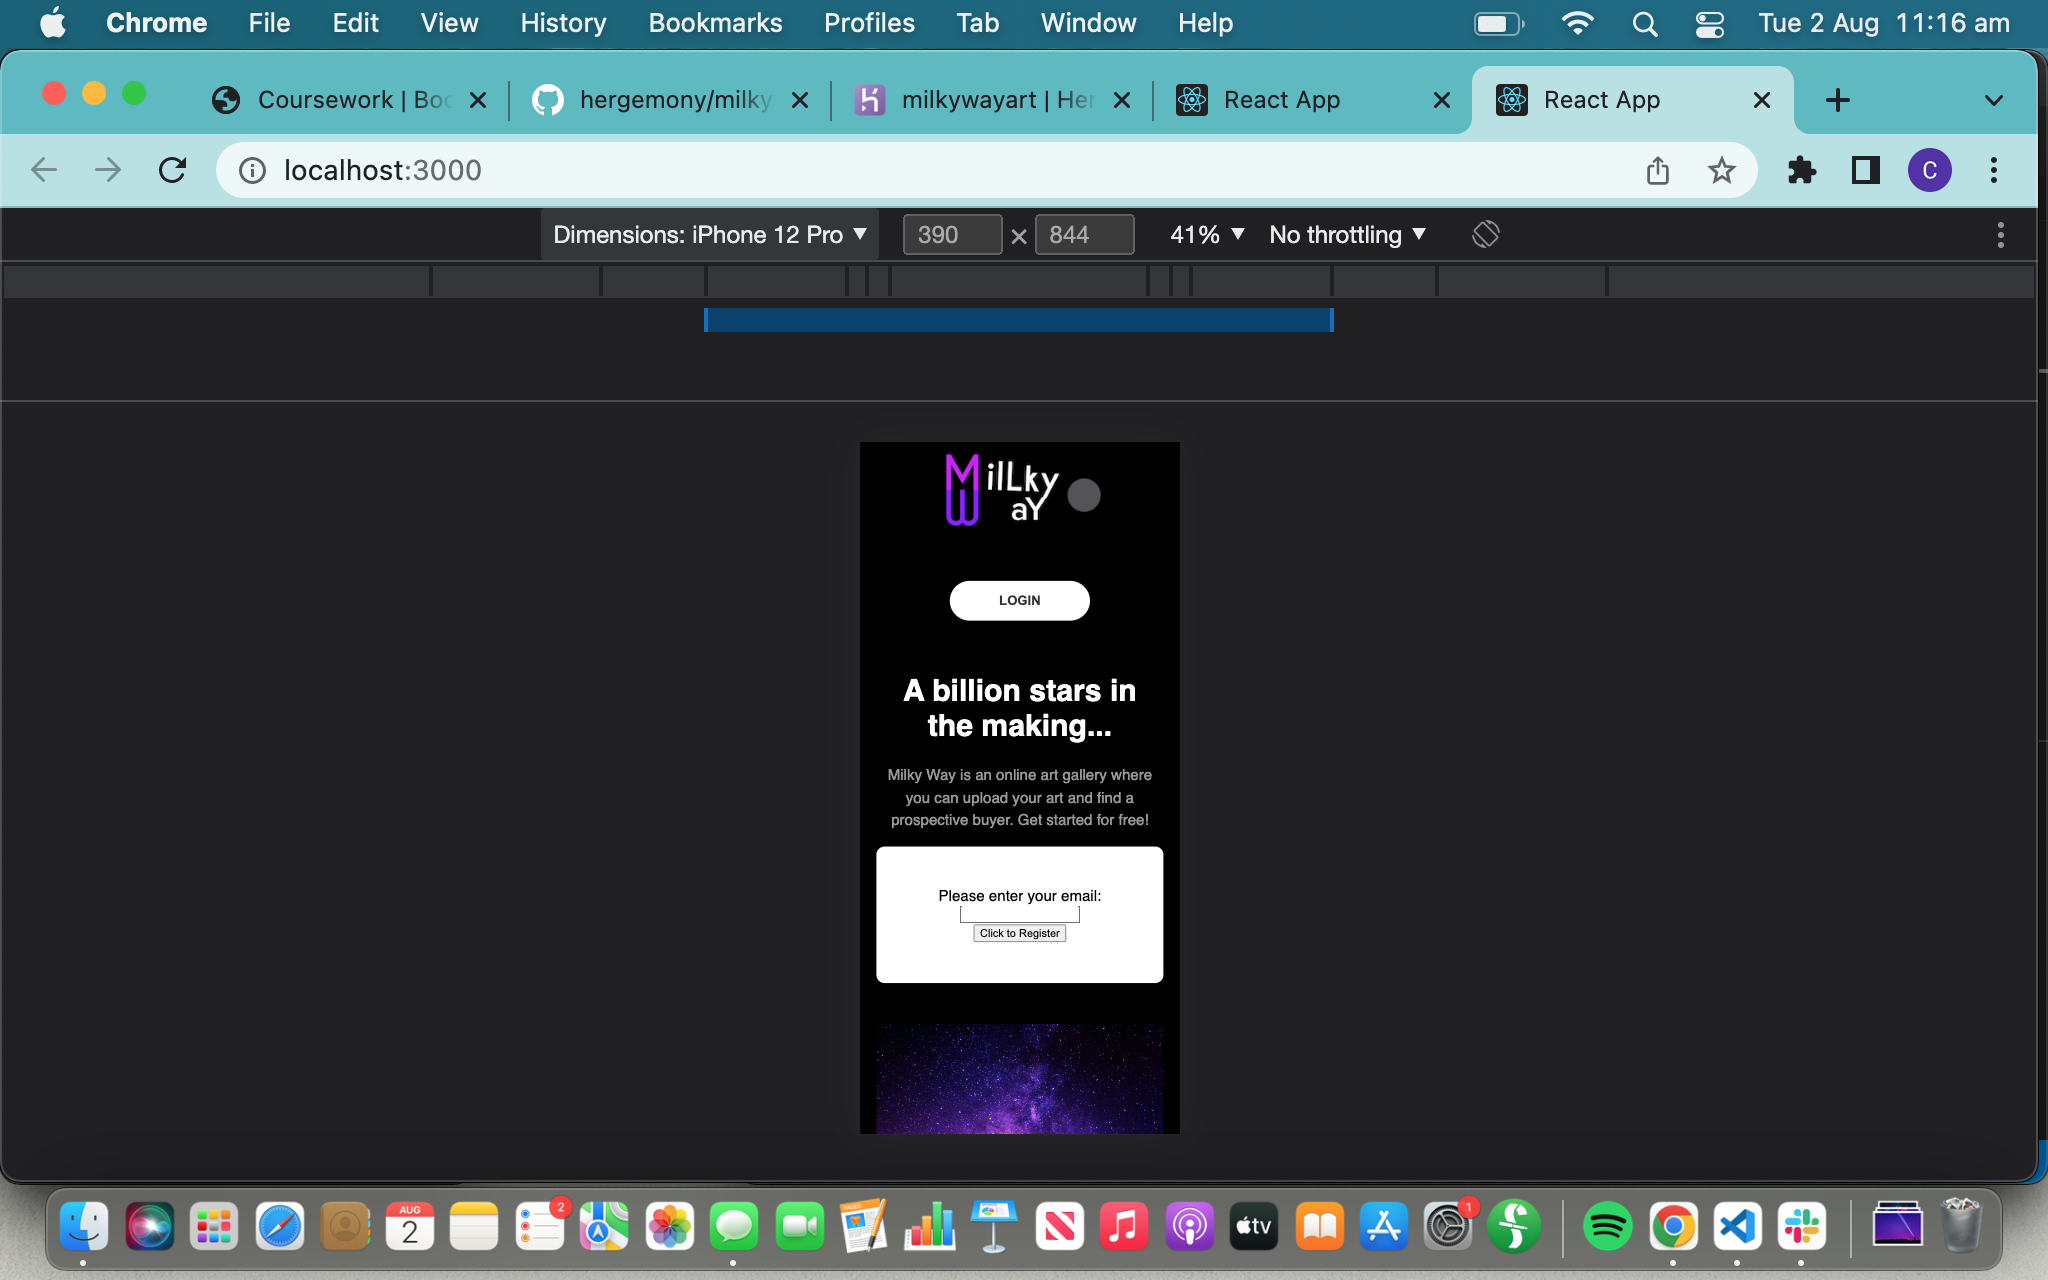 Chrome File Edit View History Bookmarks Profiles Tab Window Help Tue 2 Aug 11:16 am
Coursework | Boo hergemony/milky milkywayart | Her React App React App
localhost:3000 C
Dimensions: iPhone 12 Pro 390 × 844 41% No throttling
MilLky
Way
LOGIN
A billion stars in
the making...
Milky Way is an online art gallery where
you can upload your art and find a
prospective buyer. Get started for free!
Please enter your email:
Click to Register
AUG
2
2
tv
1